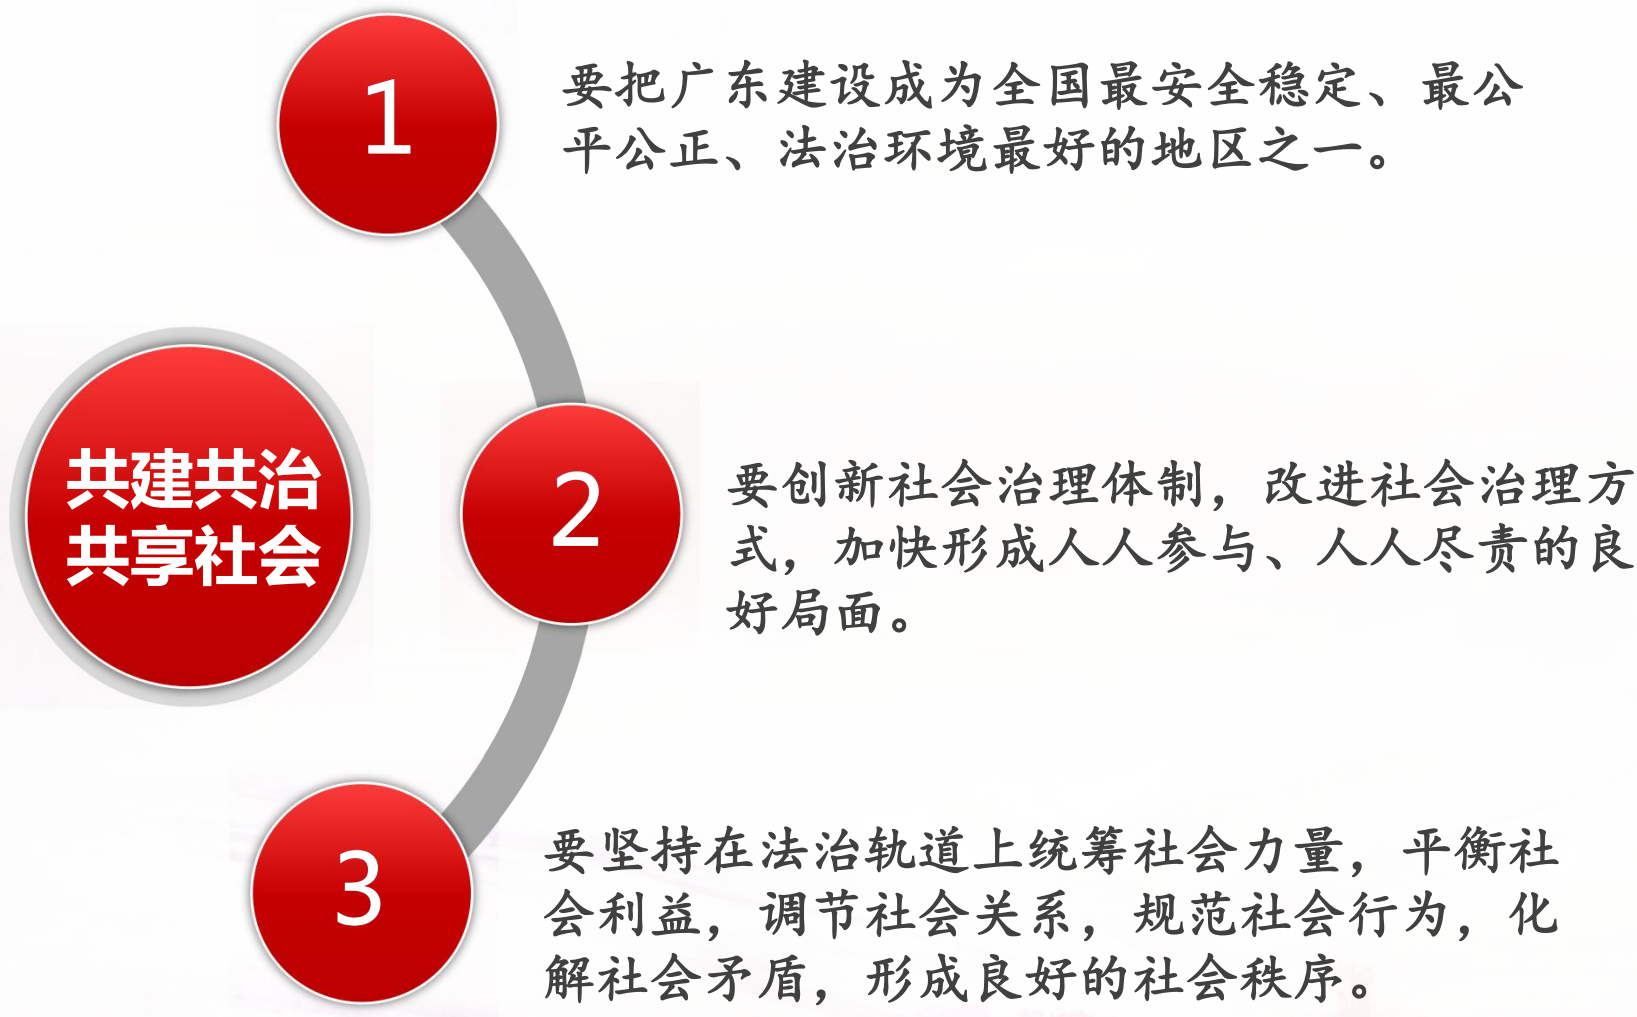 1
要把广东建设成为全国最安全稳定、最公
平公正、法治环境最好的地区之一。
共建共治
共享社会
2
要创新社会治理体制，改进社会治理方
式，加快形成人人参与、人人尽责的良
好局面。
3
要坚持在法治轨道上统筹社会力量，平衡社
会利益，调节社会关系，规范社会行为，化
解社会矛盾，形成良好的社会秩序。